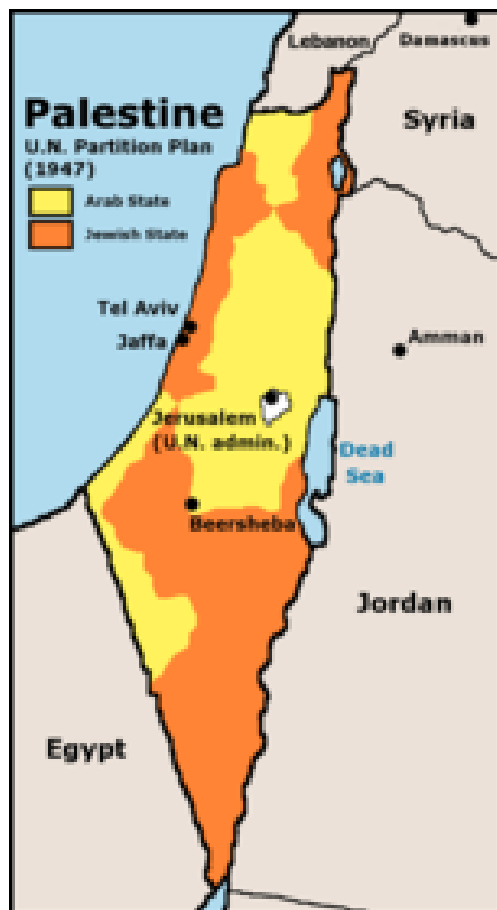 Lebanon
Damascus
Palestine
U.N. Partition Plan
(1947)
Syria
Arab State
Jewish State
Tel Aviv
Jaffa
Amman
Jerusalem
(U.N. admin.)
Dead
Sea
Beersheba
Jordan
Egypt